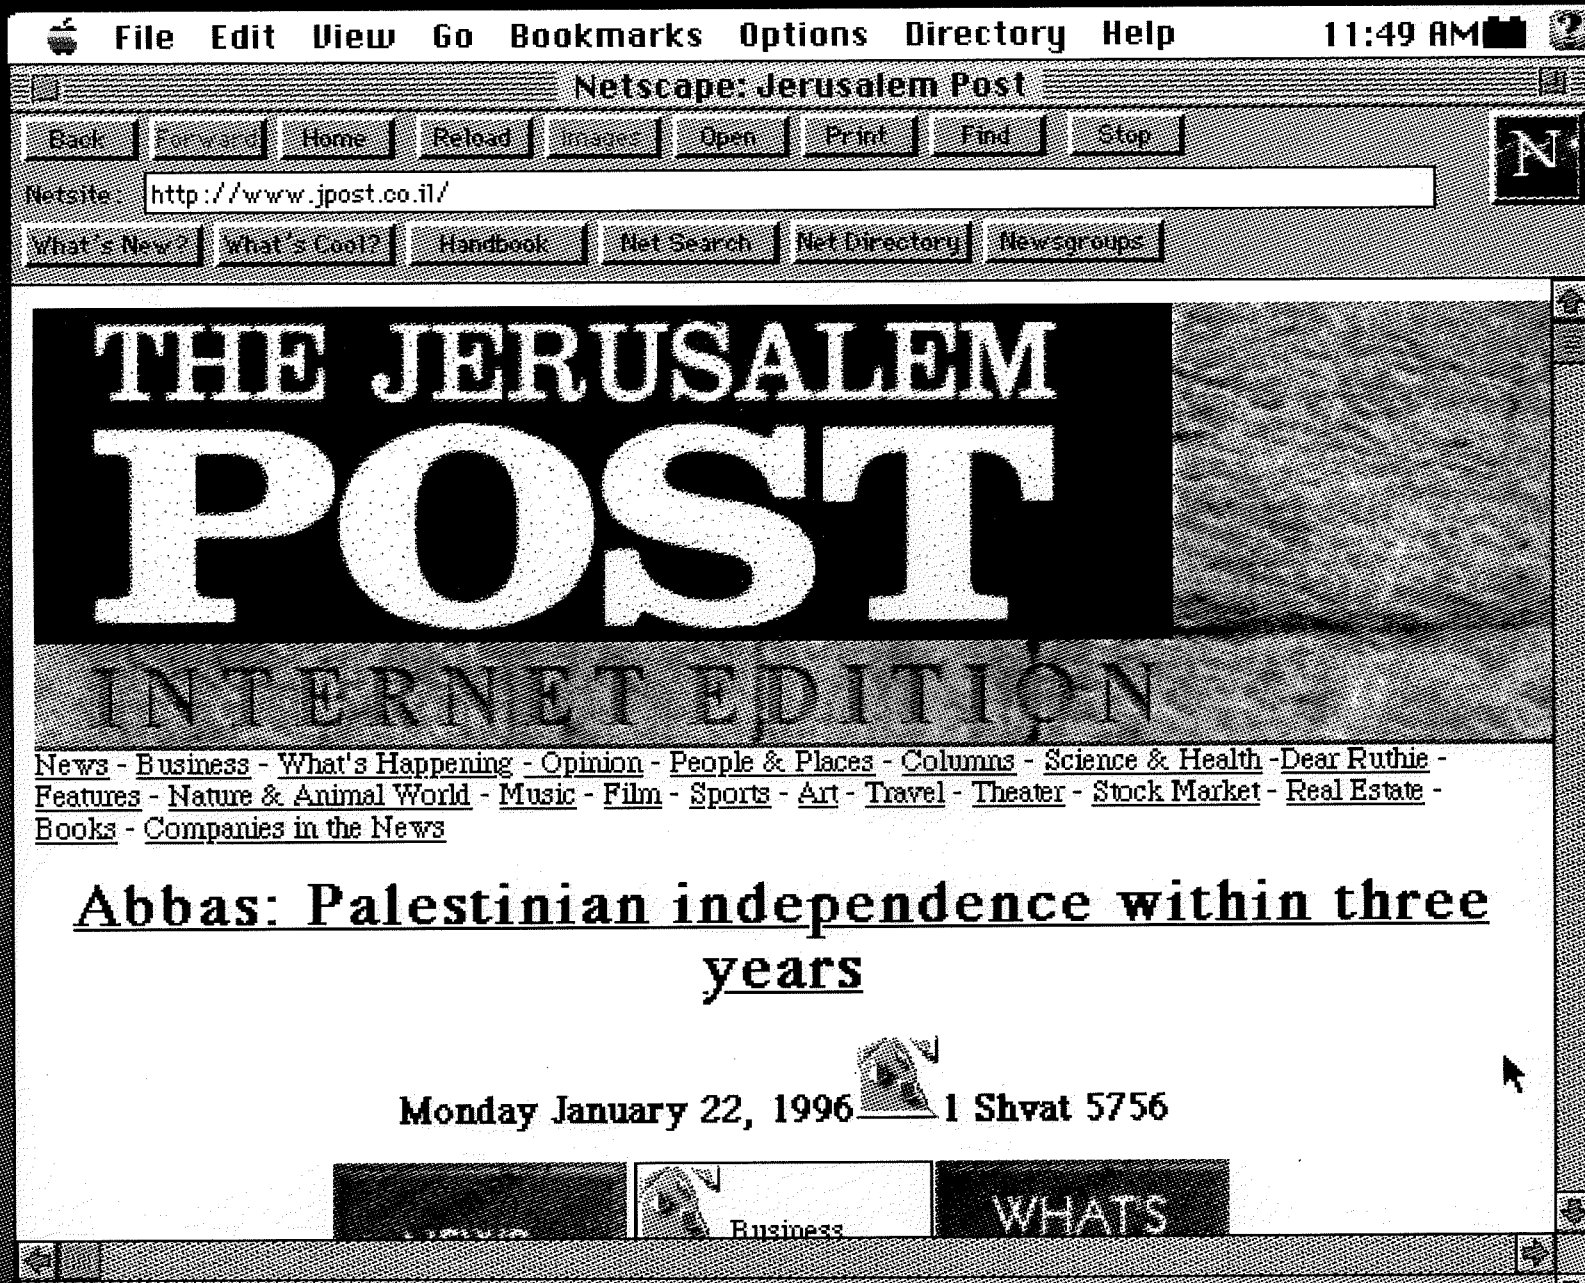 File Edit View Go Bookmarks Options Directory Help 11:49 AM
Netscape: Jerusalem Post
Back Forward Home Reload Images Open Print Find Stop
N
Netsite: http://www.jpost.co.il/
What's New? What's Cool? Handbook Net Search Net Directory Newsgroups
THE JERUSALEM
POST
INTERNET EDITION
News - Business - What's Happening - Opinion - People & Places - Columns - Science & Health -Dear Ruthie -
Features - Nature & Animal World - Music - Film - Sports - Art - Travel - Theater - Stock Market - Real Estate -
Books - Companies in the News
Abbas: Palestinian independence within three
years
Monday January 22, 1996 1 Shvat 5756
Business WHAT'S